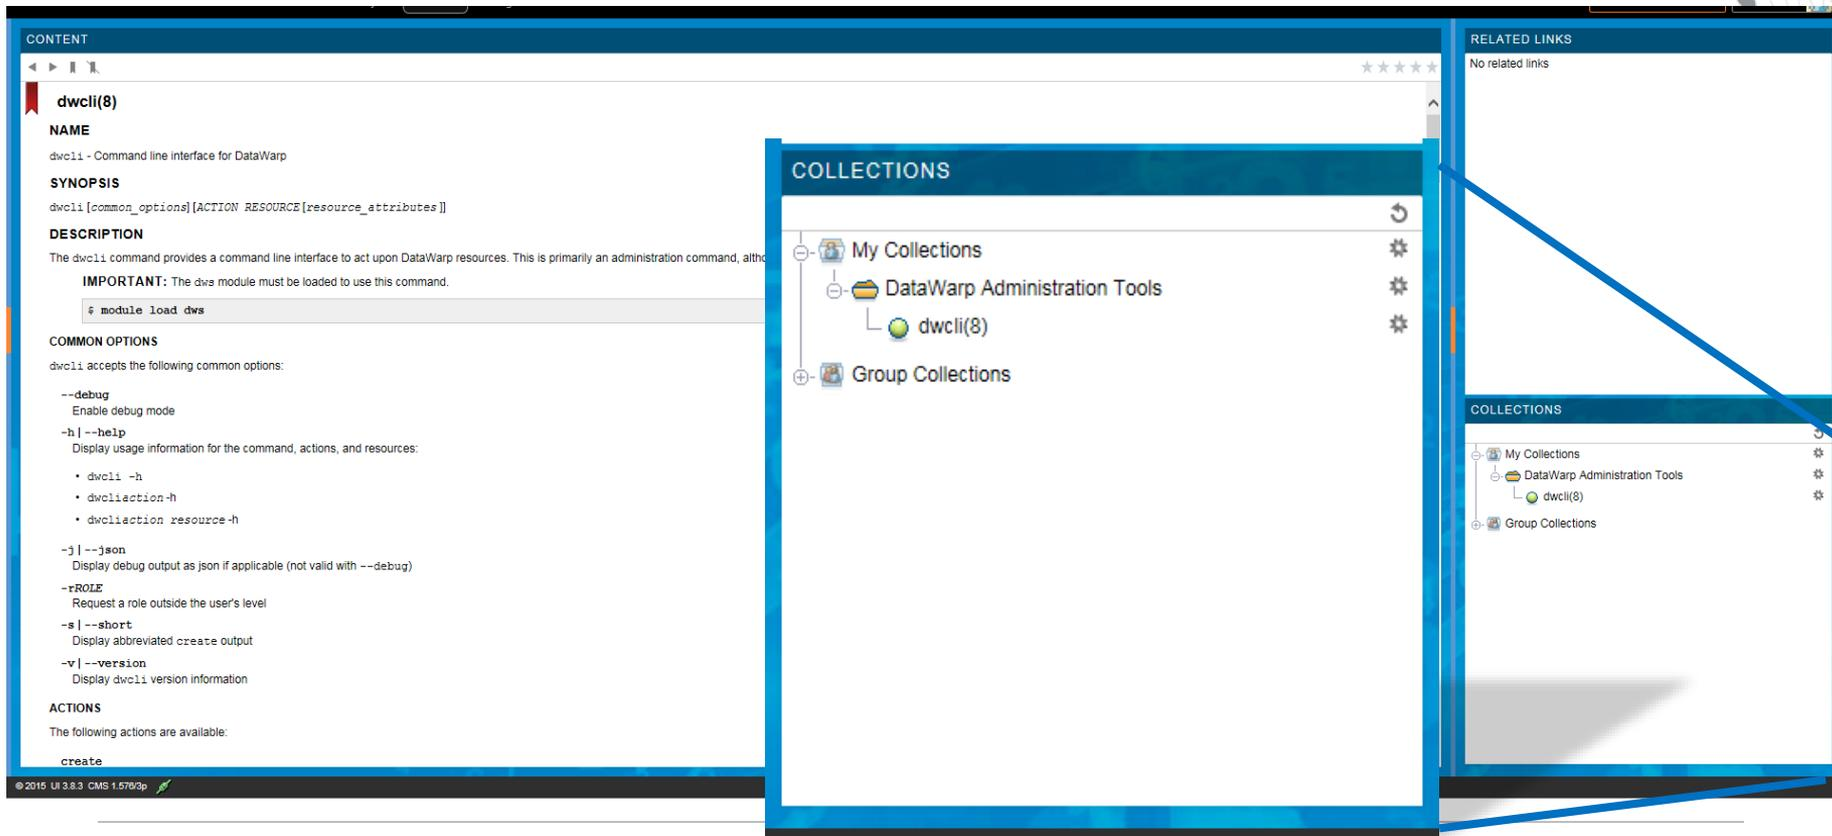 CONTENT
dwcli(8)
NAME
dwcli - Command line interface for DataWarp
SYNOPSIS
dwcli [common_options] [ACTION RESOURCE [resource_attributes ]]
DESCRIPTION
The dwcli command provides a command line interface to act upon DataWarp resources. This is primarily an administration command,
IMPORTANT: The dws module must be loaded to use this command.
$ module load dws
COMMON OPTIONS
dwcli accepts the following common options:
--debug
Enable debug mode
-h | --help
Display usage information for the command, actions, and resources:
• dwcli -h
• dwcliaction -h
• dwcliaction resource -h
-j | --json
Display debug output as json if applicable (not valid with --debug)
-rROLE
Request a role outside the user's level
-s | --short
Display abbreviated create output
-v | --version
Display dwcli version information
ACTIONS
The following actions are available:
create
© 2015 UI 3.8.3 CMS 1.576/3p
COLLECTIONS
My Collections
DataWarp Administration Tools
dwcli(8)
Group Collections
RELATED LINKS
No related links
COLLECTIONS
My Collections
DataWarp Administration Tools
dwcli(8)
Group Collections